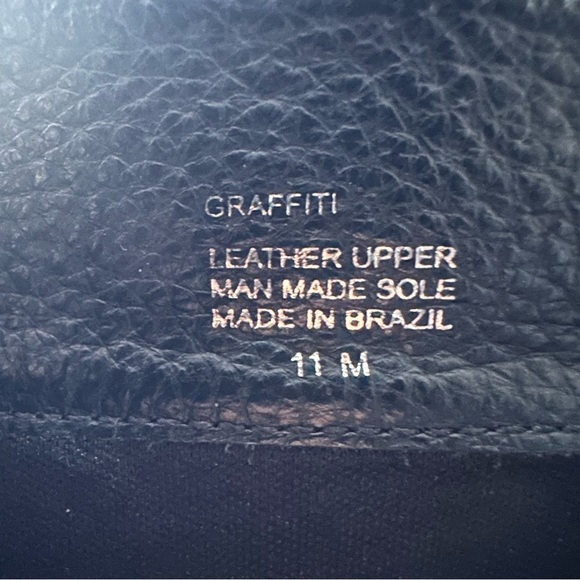 GRAFFITI
LEATHER UPPER
MAN MADE SOLE
MADE IN BRAZIL
11 M